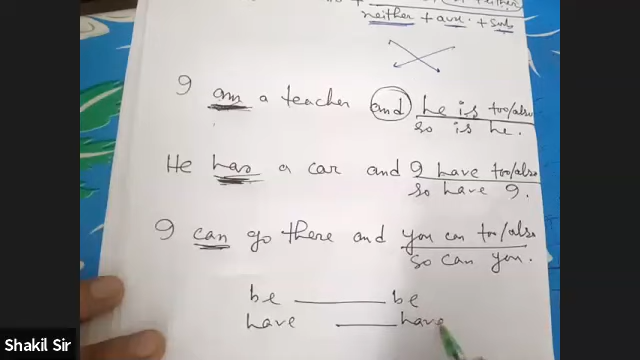 neither + aux. + sub
I am a teacher and he is too/also
so is he.
He has a car and I have too/also
so have I.
I can go there and you can too/also
so can you.
be be
have have
Shakil Sir